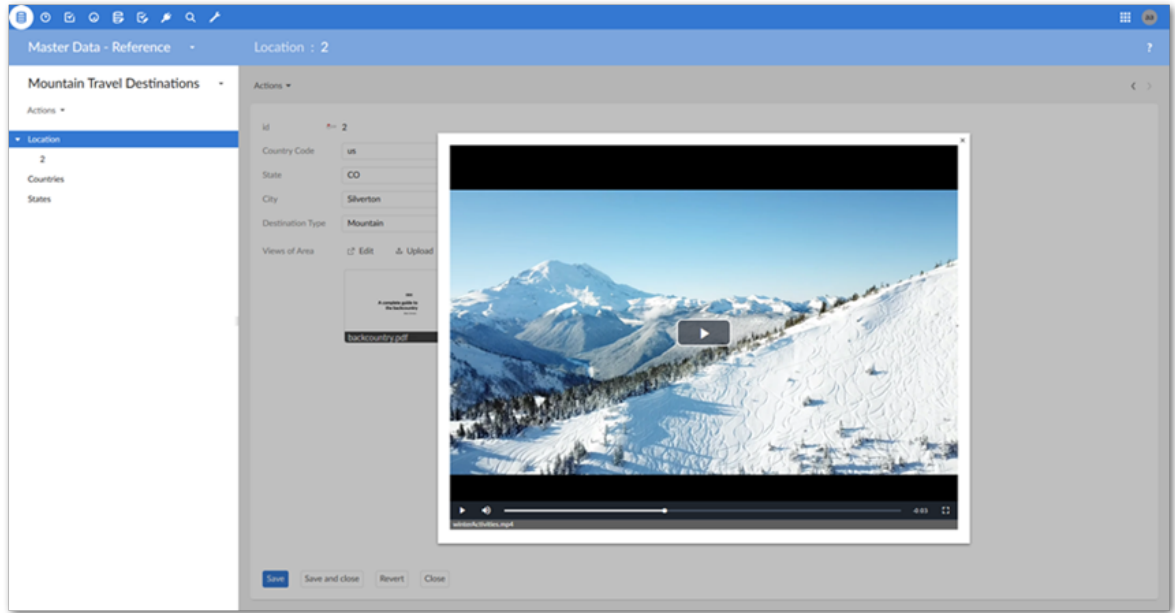 Master Data - Reference
Location : 2
?
Mountain Travel Destinations
Actions
Actions
Location
2
Countries
States
id 2
Country Code us
State CO
City Silverton
Destination Type Mountain
Views of Area Edit Upload
A complete guide to
the backcountry
backcountry.pdf
-0:03
winterActivities.mp4
Save Save and close Revert Close